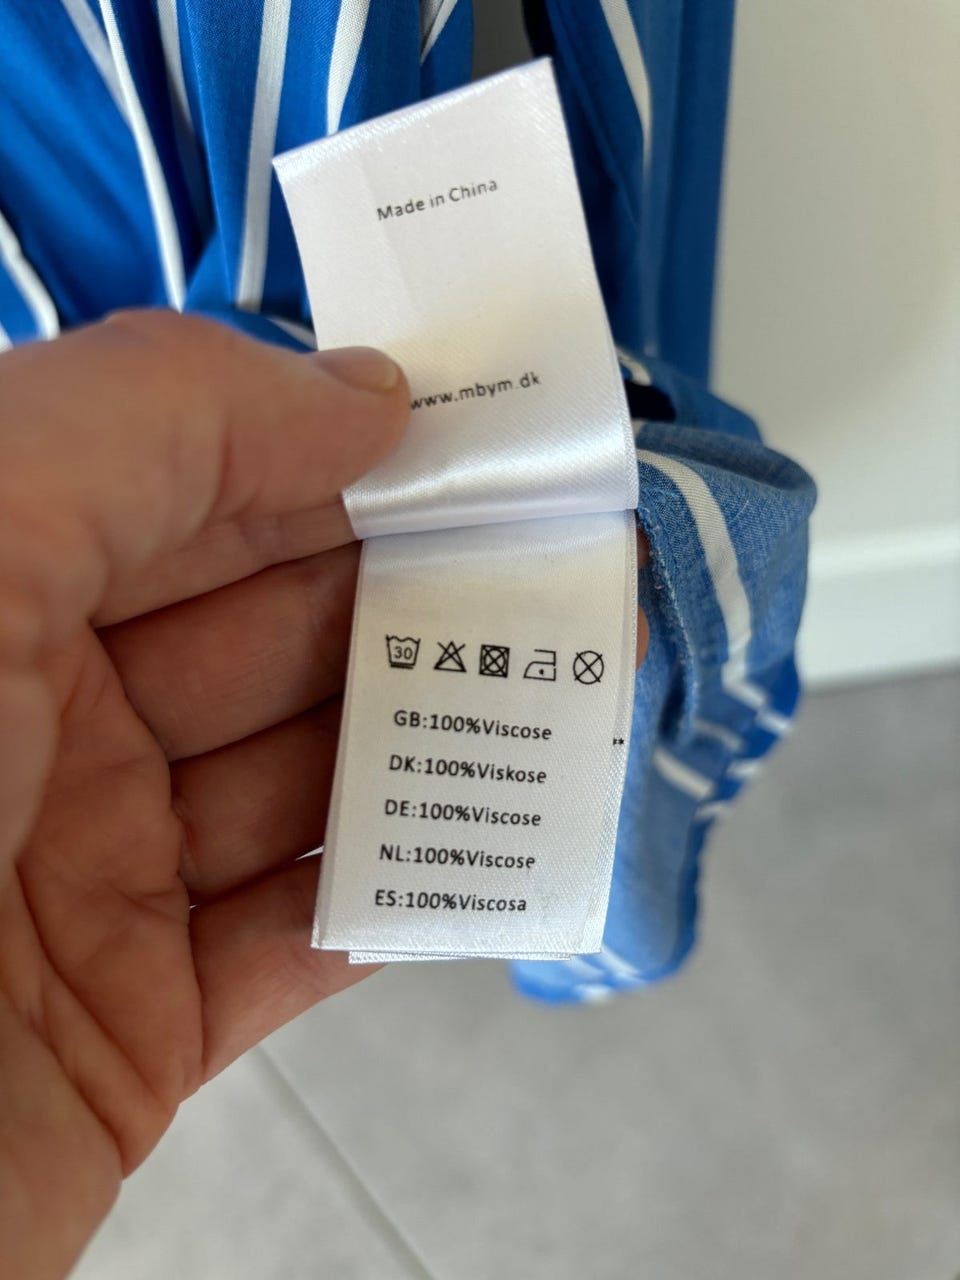 Made in China
www.mbym.dk
30
GB:100%Viscose
DK:100%Viskose
DE:100%Viscose
NL:100%Viscose
ES:100%Viscosa